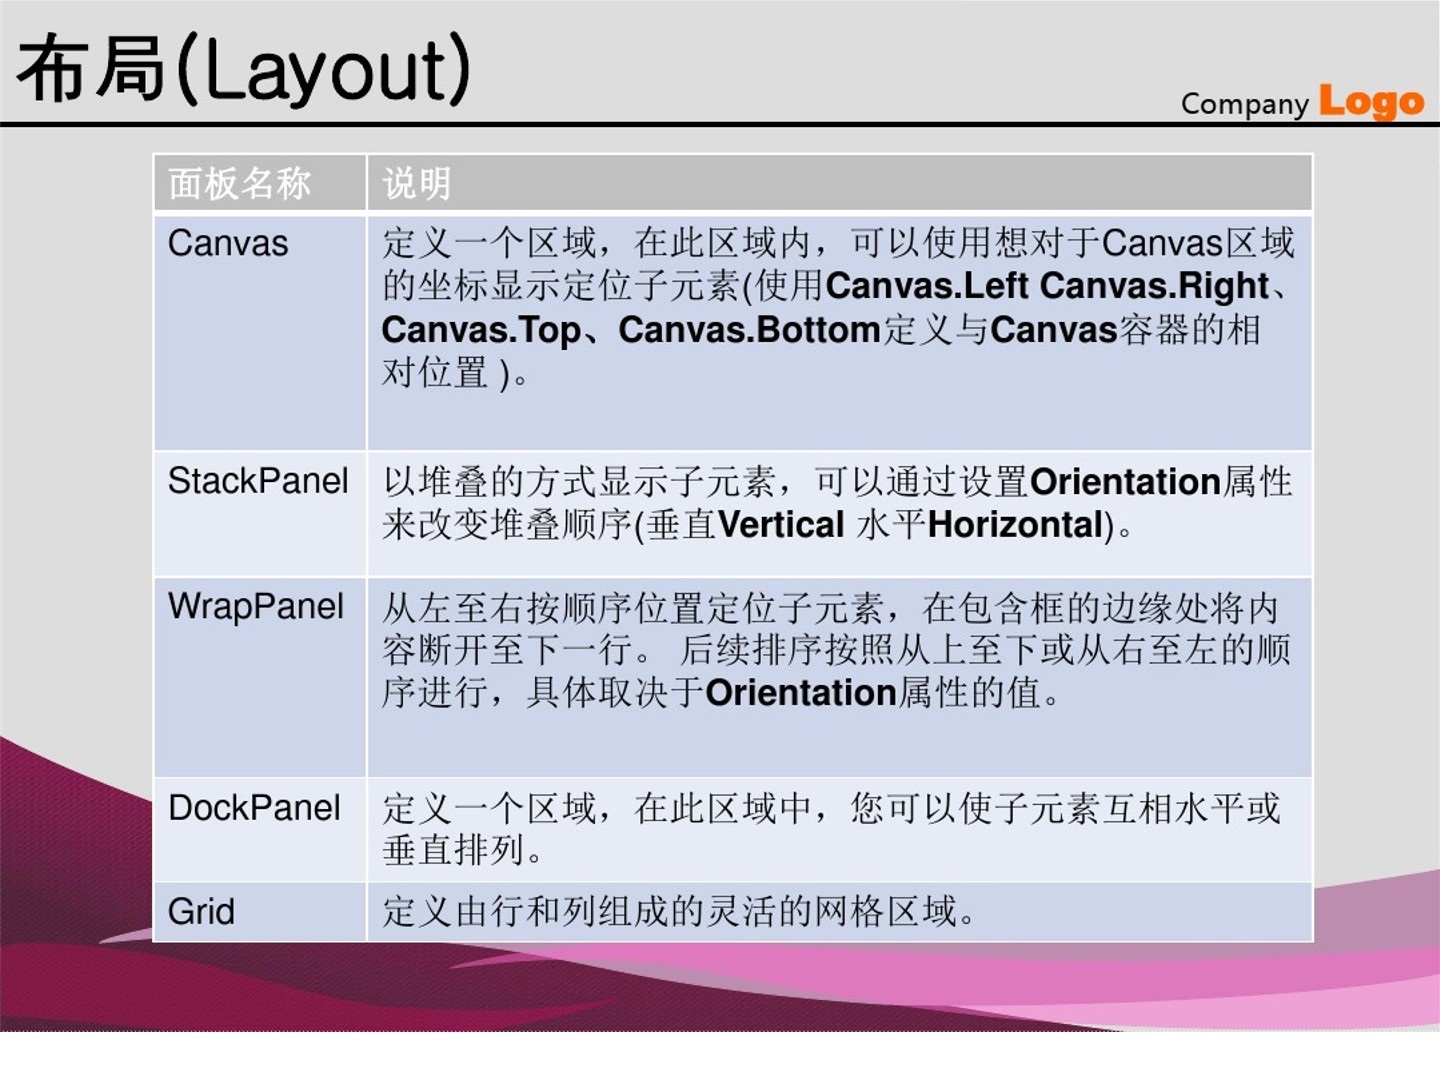 布局(Layout)
Company Logo
面板名称 说明
Canvas 定义一个区域，在此区域内，可以使用想对于Canvas区域
的坐标显示定位子元素(使用Canvas.Left Canvas.Right、
Canvas.Top、Canvas.Bottom定义与Canvas容器的相
对位置 )。
StackPanel 以堆叠的方式显示子元素，可以通过设置Orientation属性
来改变堆叠顺序(垂直Vertical 水平Horizontal)。
WrapPanel 从左至右按顺序位置定位子元素，在包含框的边缘处将内
容断开至下一行。 后续排序按照从上至下或从右至左的顺
序进行，具体取决于Orientation属性的值。
DockPanel 定义一个区域，在此区域中，您可以使子元素互相水平或
垂直排列。
Grid 定义由行和列组成的灵活的网格区域。